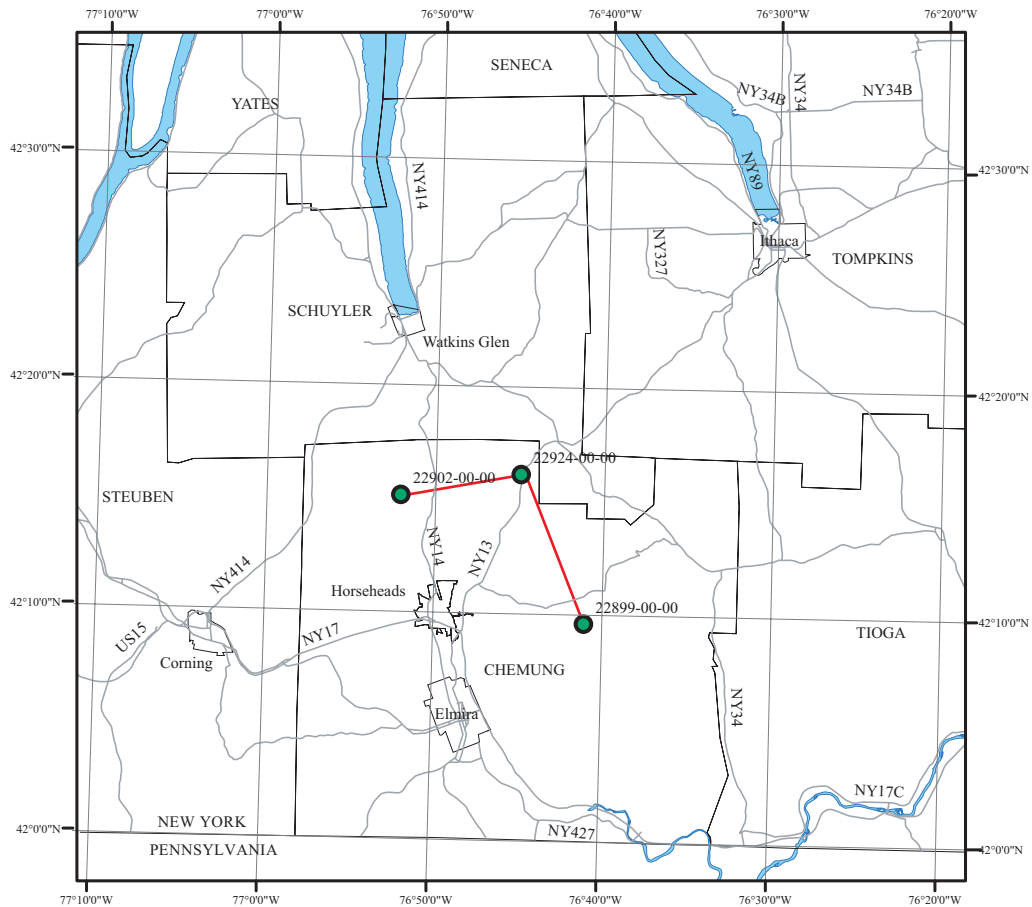 77°10'0"W 77°0'0"W 76°50'0"W 76°40'0"W 76°30'0"W 76°20'0"W
SENECA
YATES
NY34B
NY34
NY34B
42°30'0"N
42°30'0"N
NY414
NY89
Ithaca
NY327
TOMPKINS
SCHUYLER
Watkins Glen
42°20'0"N
42°20'0"N
22924-00-00
22902-00-00
STEUBEN
NY14
NY13
NY414
Horseheads
42°10'0"N
22899-00-00
42°10'0"N
US15
NY17
TIOGA
Corning
CHEMUNG
NY34
Elmira
NY17C
NEW YORK
42°0'0"N
NY427
PENNSYLVANIA
42°0'0"N
77°10'0"W 77°0'0"W 76°50'0"W 76°40'0"W 76°30'0"W 76°20'0"W